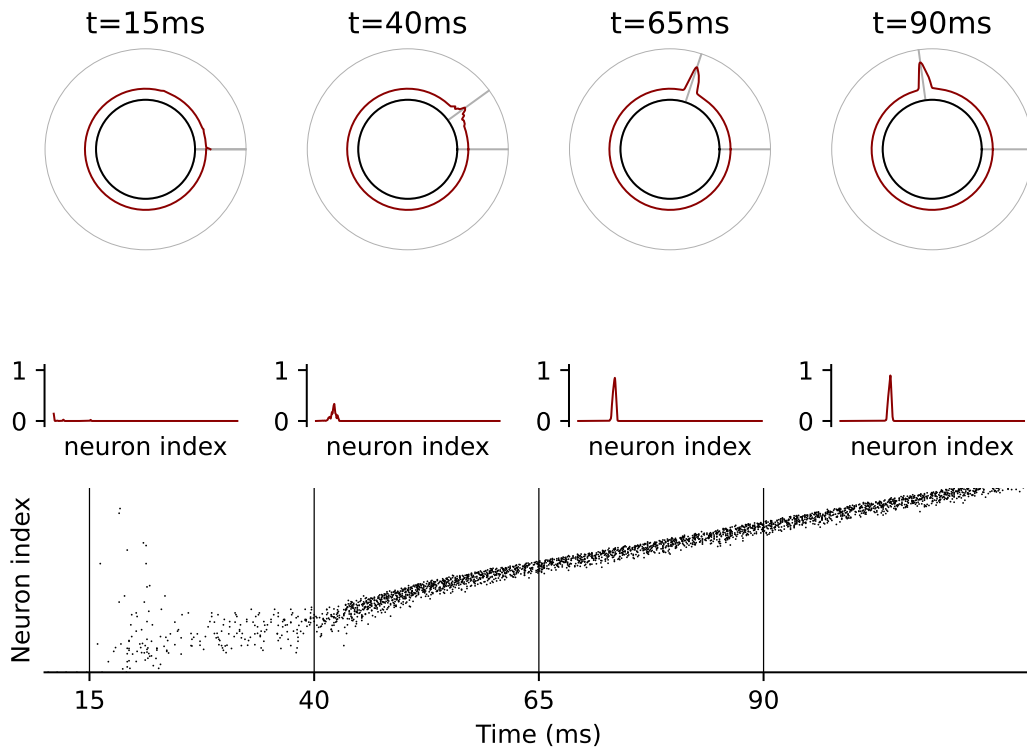 t=15ms t=40ms t=65ms t=90ms
1 1 1 1
0 0 0 0
neuron index neuron index neuron index neuron index
Neuron index
15 40 65 90
Time (ms)